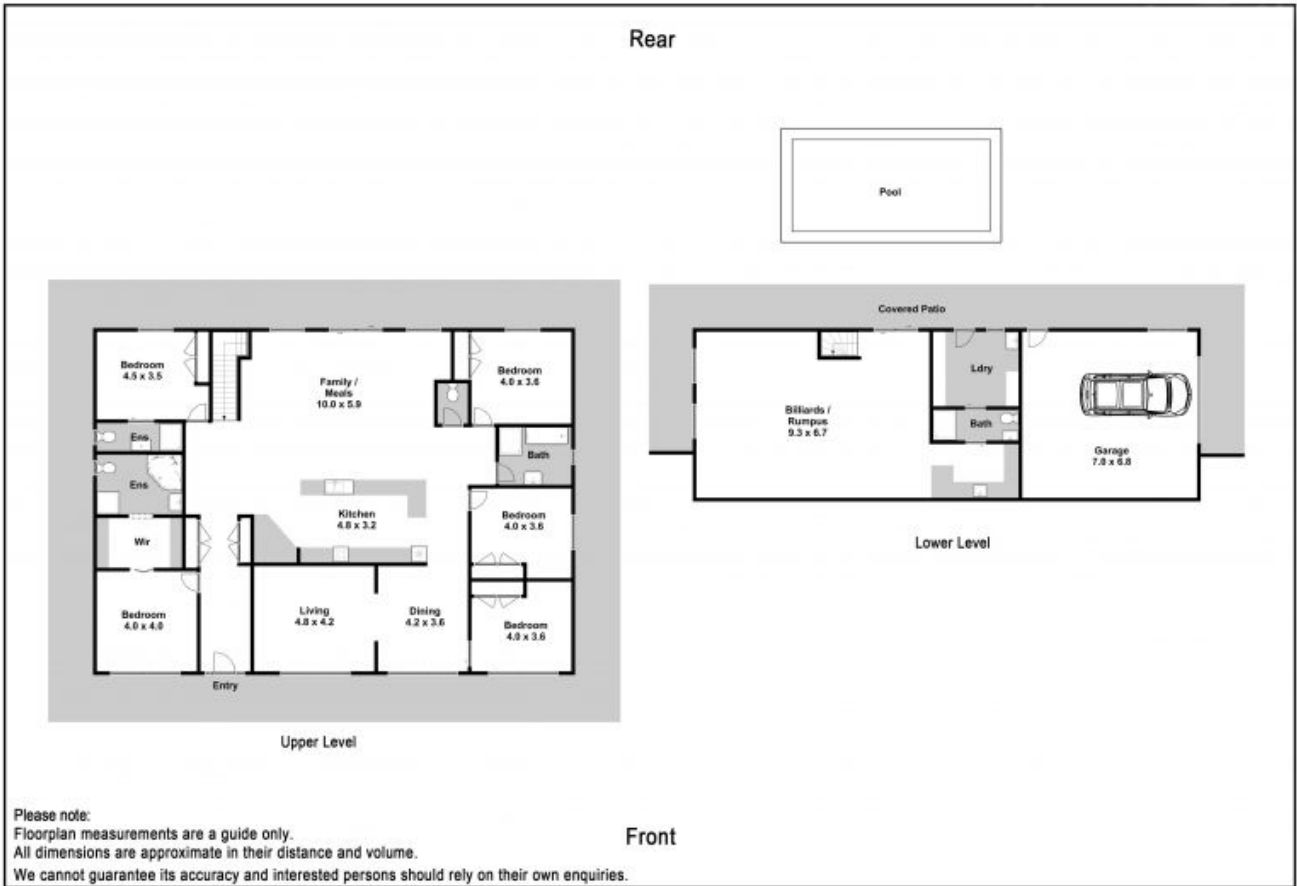 Rear
Pool
Bedroom
4.5 x 3.5
Family /
Meals
10.0 x 5.9
Bedroom
4.0 x 3.6
Ens
Bath
Ens
Kitchen
4.8 x 3.2
Bedroom
4.0 x 3.6
Wir
Bedroom
4.0 x 4.0
Living
4.8 x 4.2
Dining
4.2 x 3.6
Bedroom
4.0 x 3.6
Entry
Upper Level
Covered Patio
Ldry
Billiards /
Rumpus
9.3 x 6.7
Bath
Garage
7.0 x 6.8
Lower Level
Please note:
Floorplan measurements are a guide only.
All dimensions are approximate in their distance and volume.
We cannot guarantee its accuracy and interested persons should rely on their own enquiries.
Front